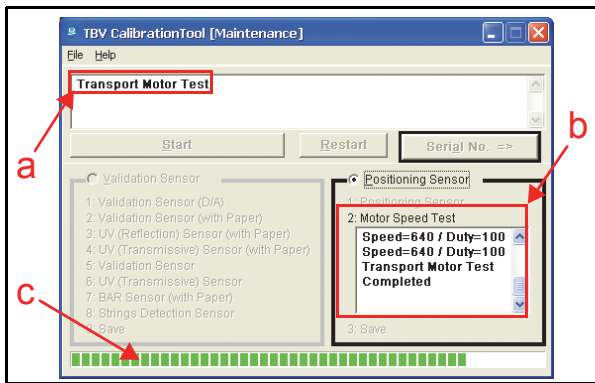 TBV CalibrationTool [Maintenance]
File Help
Transport Motor Test
a
Start Restart Serial No. =>
b
Validation Sensor
1: Validation Sensor (D/A)
2: Validation Sensor (with Paper)
3: UV (Reflection) Sensor (with Paper)
4: UV (Transmissive) Sensor (with Paper)
5: Validation Sensor
6: UV (Transmissive) Sensor
7: BAR Sensor (with Paper)
8: Strings Detection Sensor
9: Save
Positioning Sensor
1: Positioning Sensor
2: Motor Speed Test
Speed=640 / Duty=100
Speed=640 / Duty=100
Transport Motor Test
Completed
3: Save
c